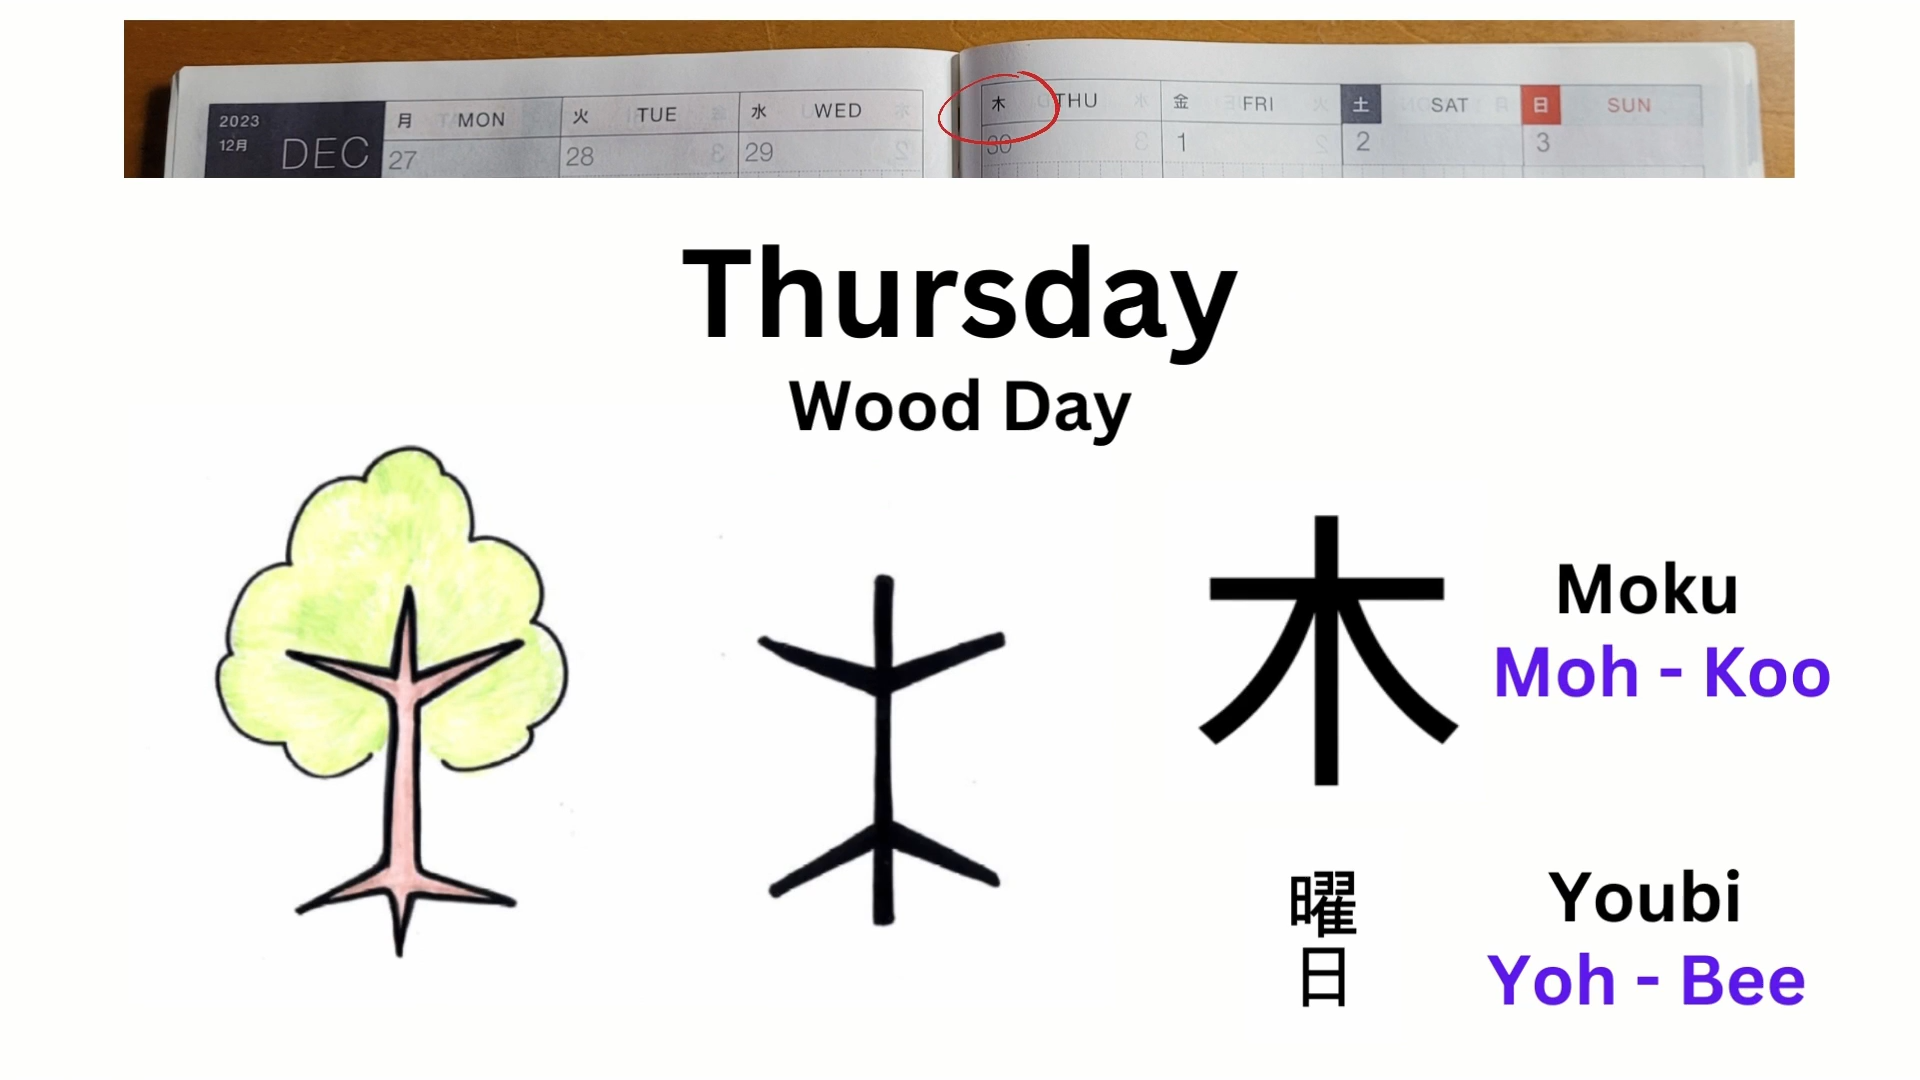 2023
12月
DEC
月 MON
火 TUE
水 WED
木 THU
金 FRI
土 SAT
日 SUN
27
28
29
30
1
2
3
Thursday
Wood Day
木
Moku
Moh - Koo
曜
日
Youbi
Yoh - Bee